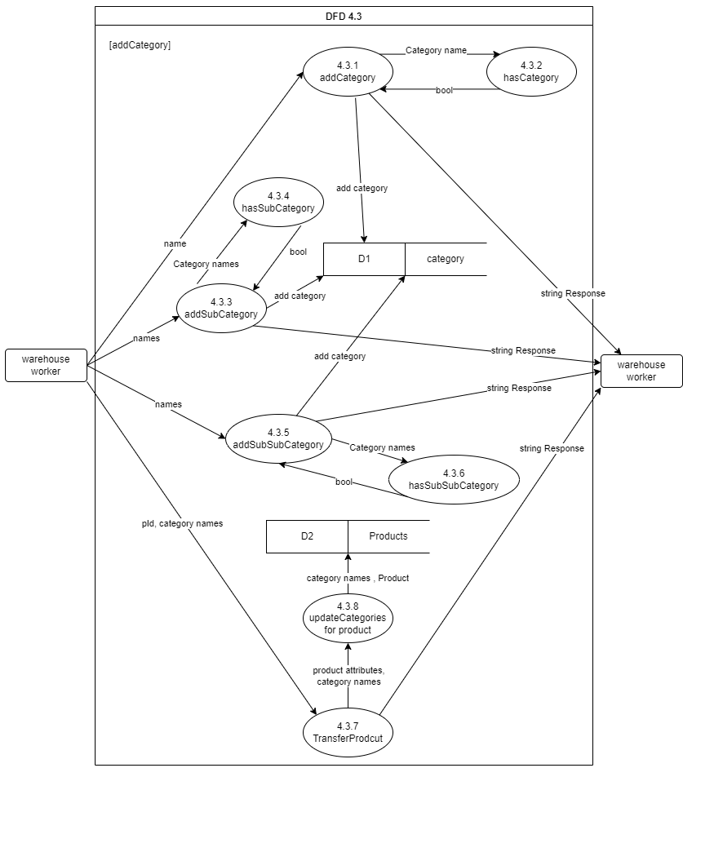 DFD 4.3
[addCategory]
4.3.1
addCategory
Category name
4.3.2
hasCategory
bool
add category
4.3.4
hasSubCategory
name
Category names
bool
D1
category
4.3.3
addSubCategory
add category
string Response
names
string Response
warehouse
worker
add category
warehouse
worker
string Response
names
4.3.5
addSubSubCategory
Category names
string Response
4.3.6
hasSubSubCategory
bool
pId, category names
D2
Products
category names , Product
4.3.8
updateCategories
for product
product attributes,
category names
4.3.7
TransferProdcut